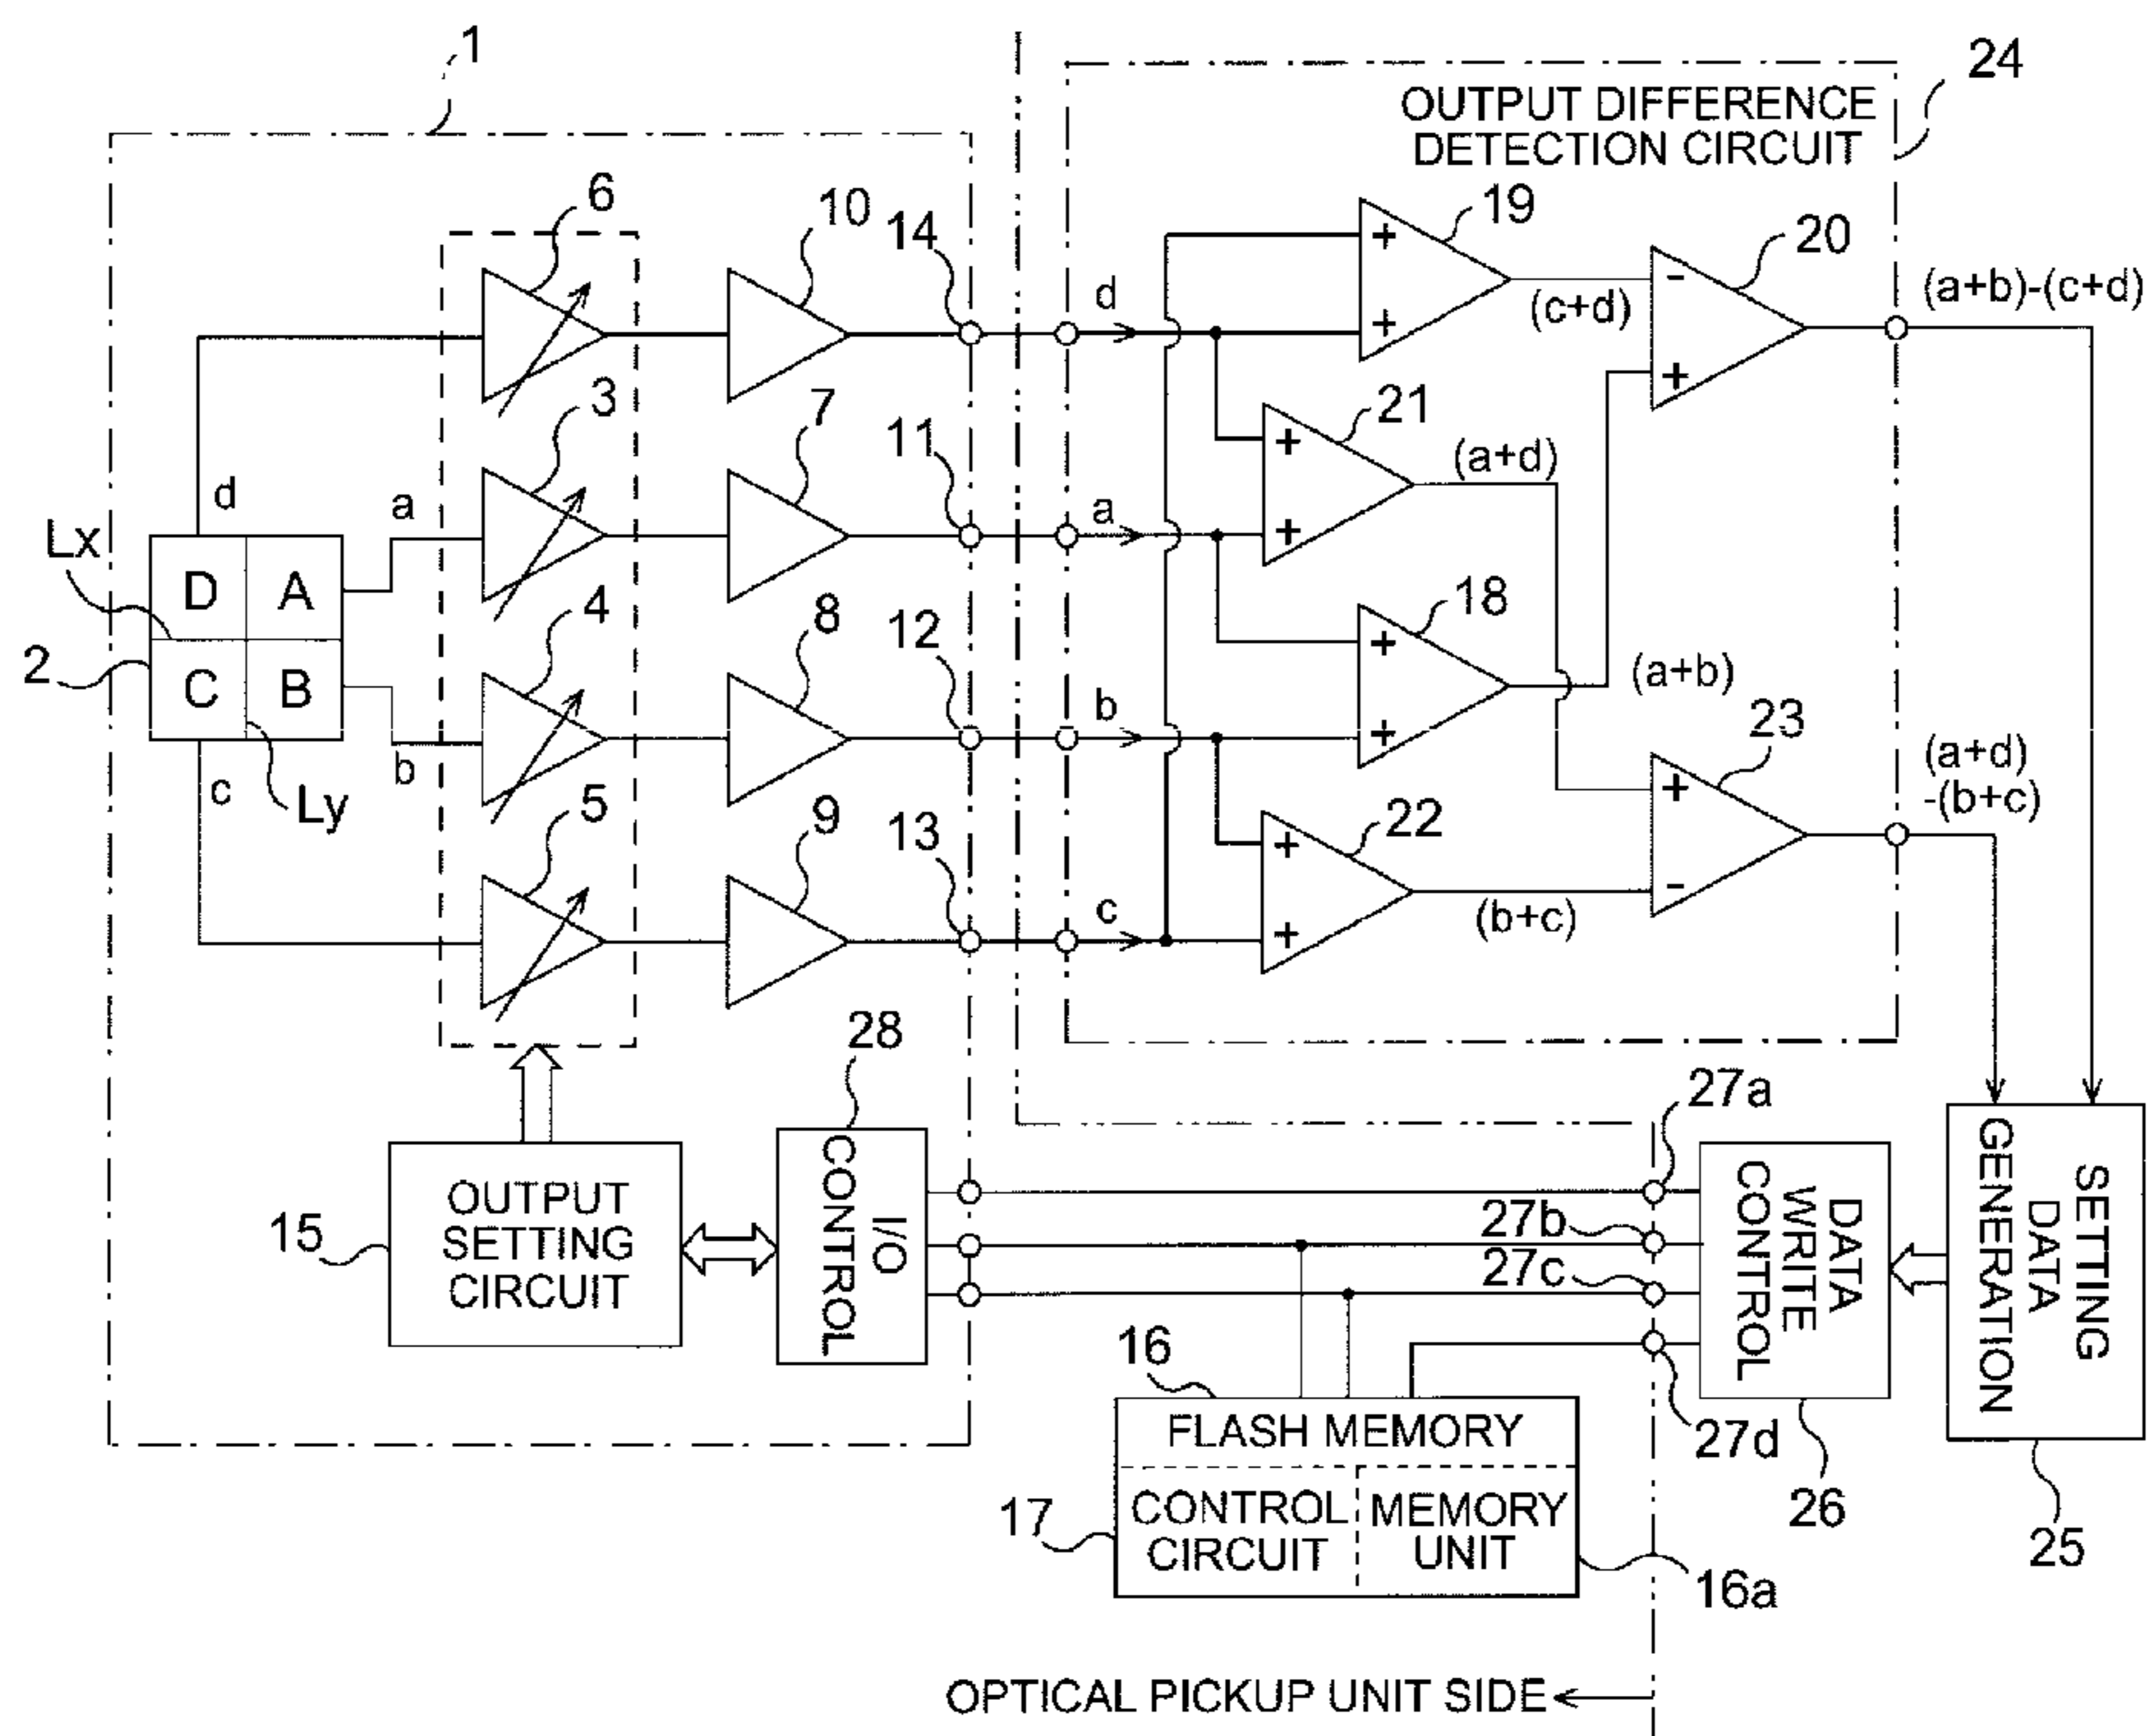 1
24
OUTPUT DIFFERENCE
DETECTION CIRCUIT
6
10
14
19
20
+
+
-
+
d
(c+d)
(a+b)-(c+d)
3
7
11
21
d
a
+
+
a
(a+d)
Lx
D
A
C
B
2
4
8
12
18
+
+
b
(a+b)
c
b
Ly
5
9
13
22
23
+
-
+
+
c
(b+c)
(a+d)
-(b+c)
28
27a
27b
27c
27d
15
OUTPUT
SETTING
CIRCUIT
I/O
CONTROL
DATA
WRITE
CONTROL
SETTING
DATA
GENERATION
16
FLASH MEMORY
17
CONTROL
CIRCUIT
MEMORY
UNIT
16a
26
25
OPTICAL PICKUP UNIT SIDE